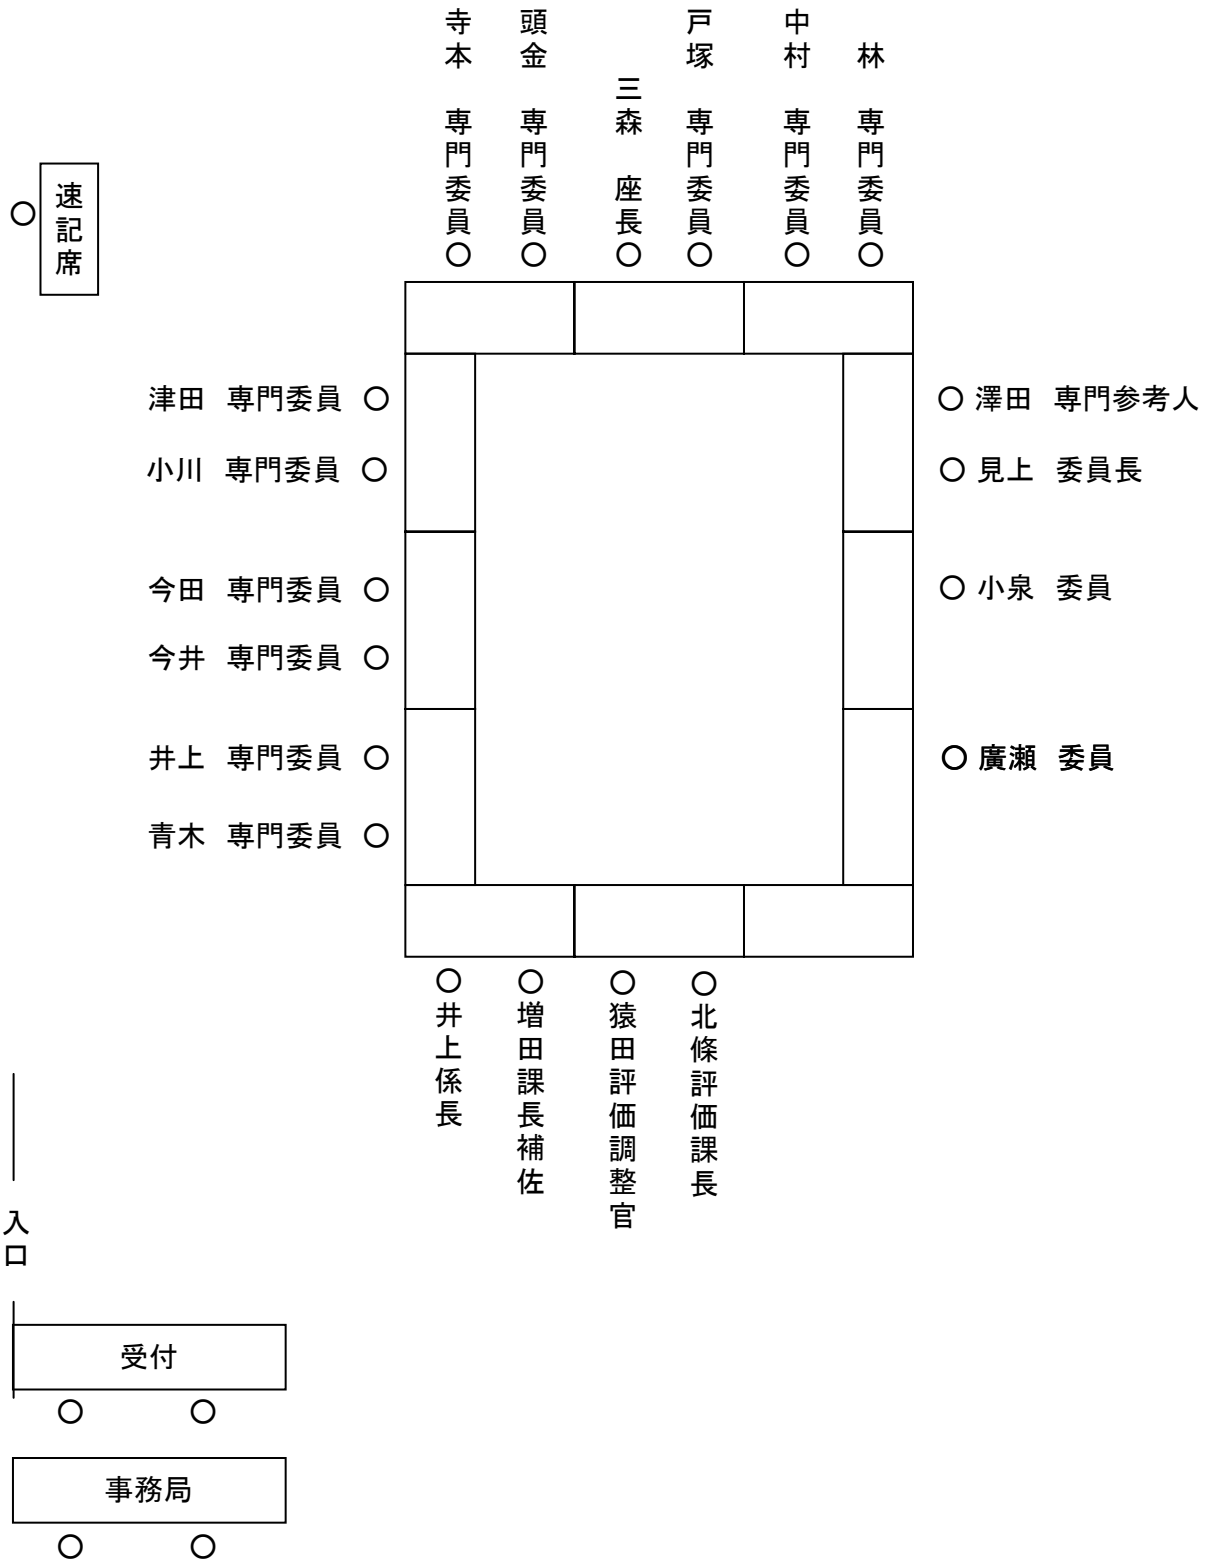 寺本 専門委員○
頭金 専門委員○
三森 座長○
戸塚 専門委員○
中村 専門委員○
林 専門委員○
○
速記席
津田 専門委員 ○
小川 専門委員 ○
今田 専門委員 ○
今井 専門委員 ○
井上 専門委員 ○
青木 専門委員 ○
○ 澤田 専門参考人
○ 見上 委員長
○ 小泉 委員
○ 廣瀬 委員
○井上係長
○増田課長補佐
○猿田評価調整官
○北條評価課長
入口
受付
○ ○
事務局
○ ○